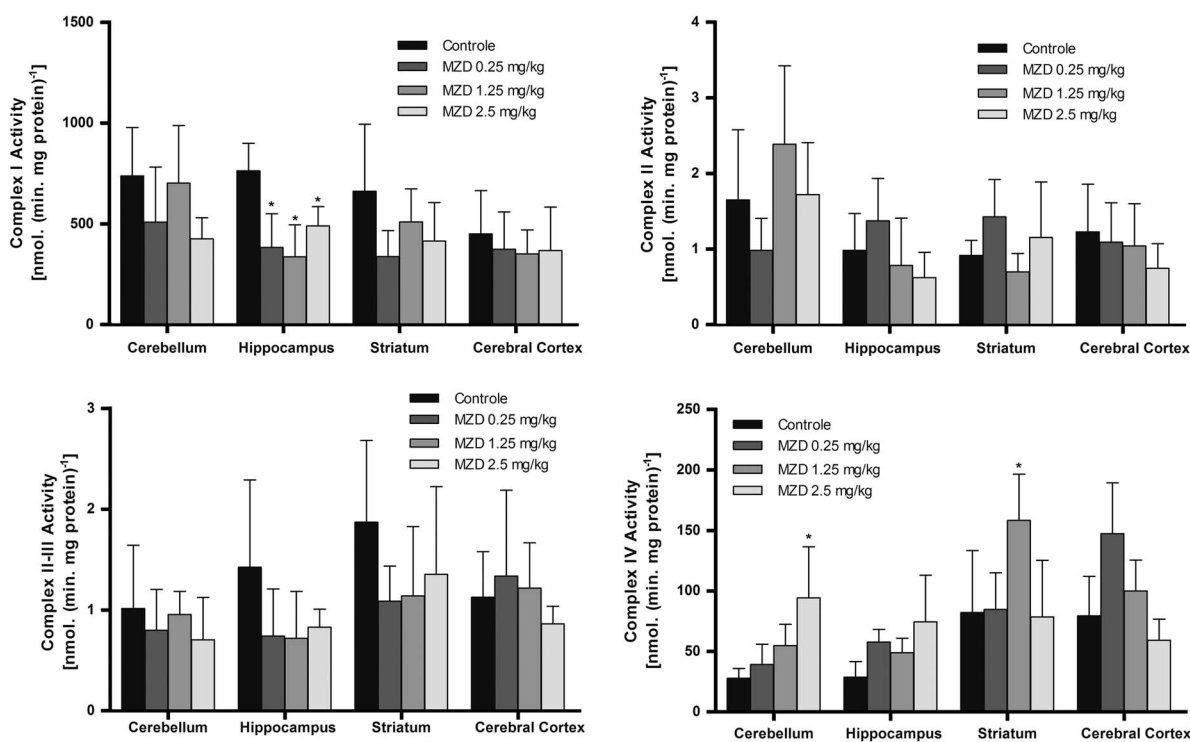 1500
1000
500
0
Complex I Activity
[nmol. (min. mg protein)⁻¹]
Controle
MZD 0.25 mg/kg
MZD 1.25 mg/kg
MZD 2.5 mg/kg
* * *
Cerebellum Hippocampus Striatum Cerebral Cortex
4
3
2
1
0
Complex II Activity
[nmol. (min. mg protein)⁻¹]
Controle
MZD 0.25 mg/kg
MZD 1.25 mg/kg
MZD 2.5 mg/kg
Cerebellum Hippocampus Striatum Cerebral Cortex
3
2
1
0
Complex II-III Activity
[nmol. (min. mg protein)⁻¹]
Controle
MZD 0.25 mg/kg
MZD 1.25 mg/kg
MZD 2.5 mg/kg
Cerebellum Hippocampus Striatum Cerebral Cortex
250
200
150
100
50
0
Complex IV Activity
[nmol. (min. mg protein)⁻¹]
Controle
MZD 0.25 mg/kg
MZD 1.25 mg/kg
MZD 2.5 mg/kg
* *
Cerebellum Hippocampus Striatum Cerebral Cortex